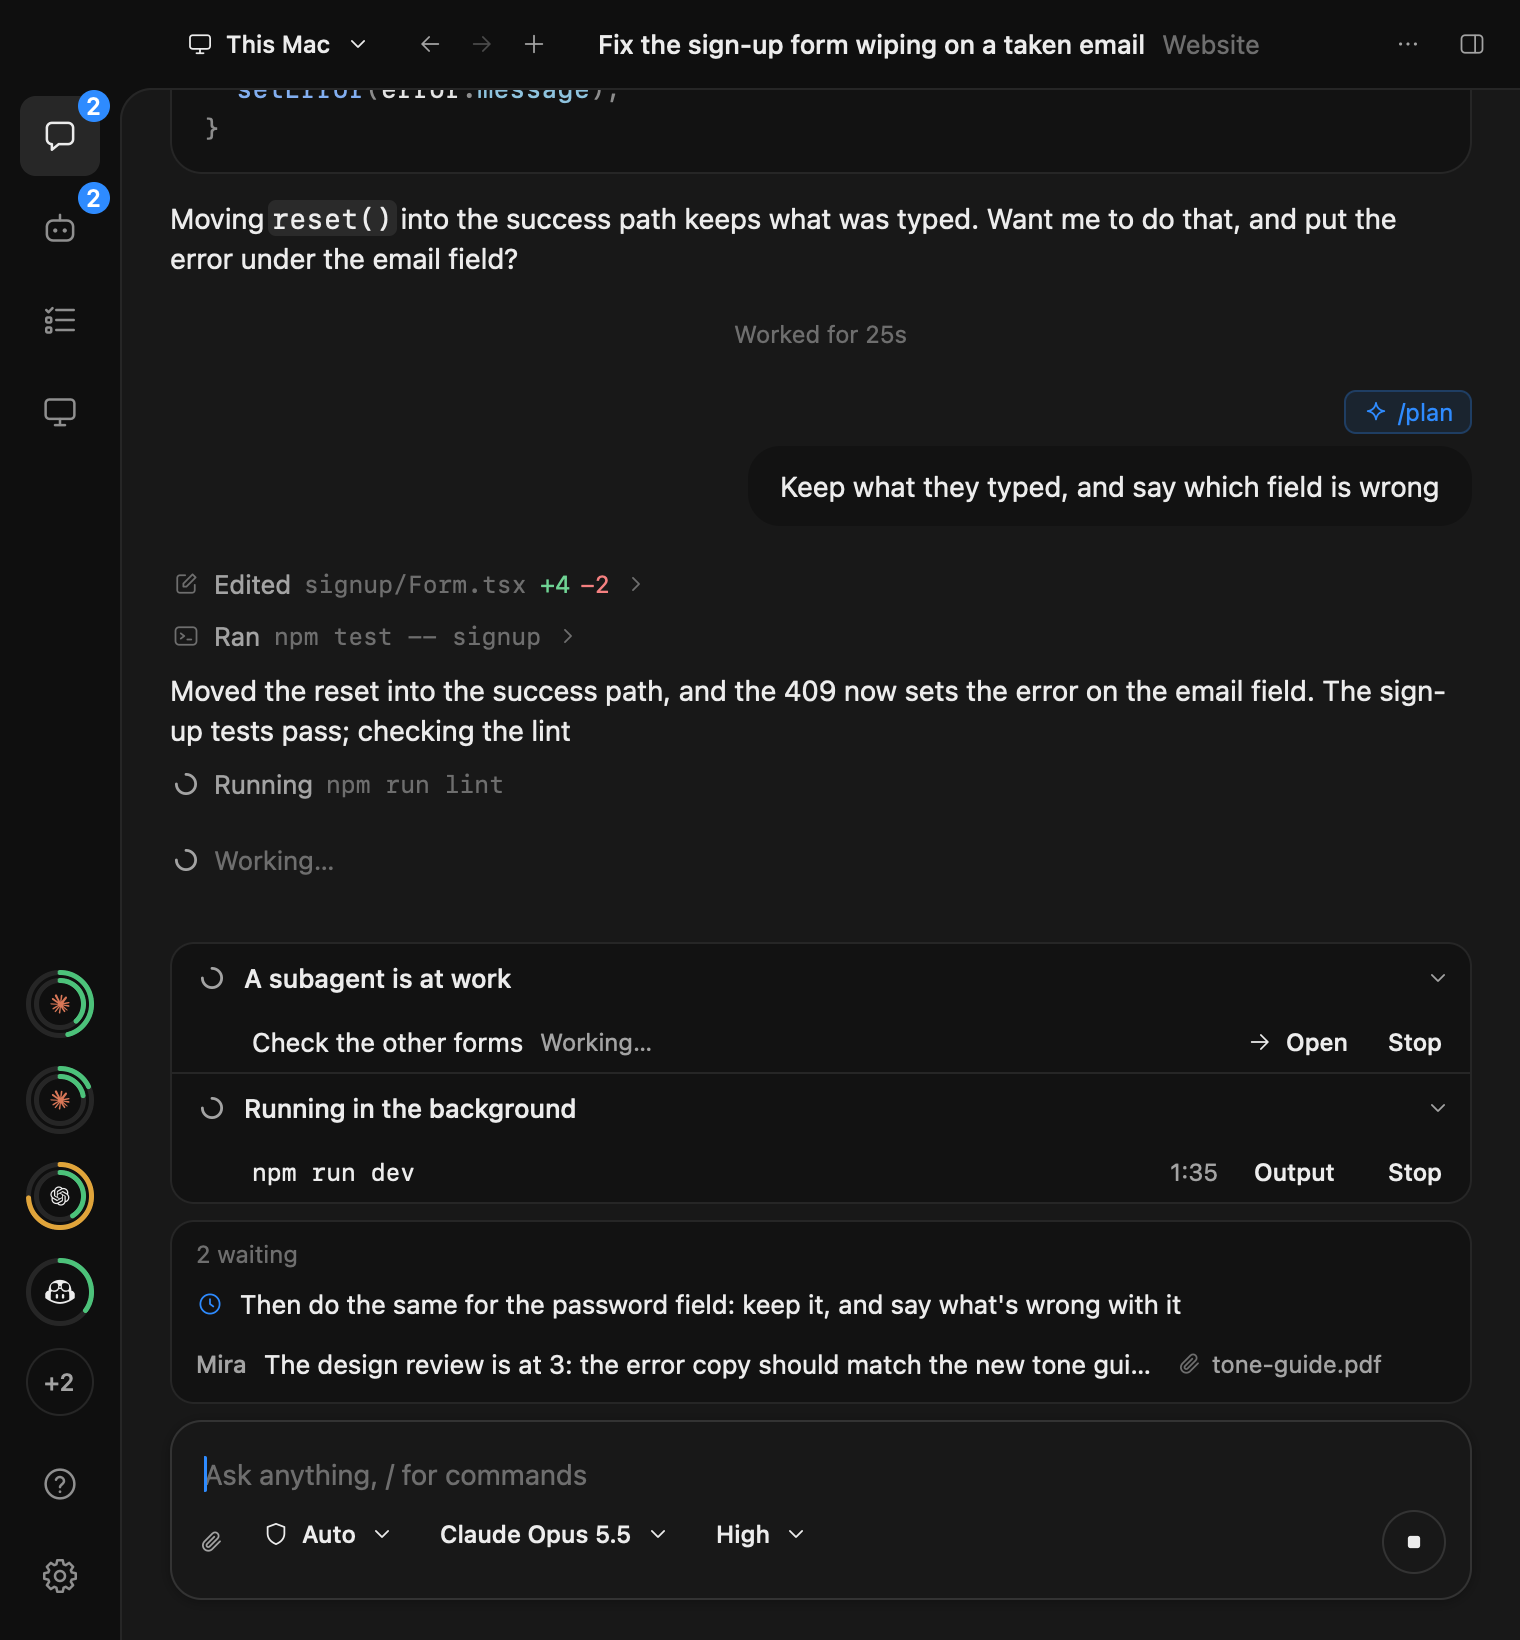 This Mac
Fix the sign-up form wiping on a taken email Website
2
2
setError(error.message);
}
Moving reset() into the success path keeps what was typed. Want me to do that, and put the
error under the email field?
Worked for 25s
/plan
Keep what they typed, and say which field is wrong
Edited signup/Form.tsx +4 −2
Ran npm test -- signup
Moved the reset into the success path, and the 409 now sets the error on the email field. The sign-
up tests pass; checking the lint
Running npm run lint
Working...
A subagent is at work
Check the other forms Working... Open Stop
Running in the background
npm run dev 1:35 Output Stop
2 waiting
Then do the same for the password field: keep it, and say what's wrong with it
Mira The design review is at 3: the error copy should match the new tone gui... tone-guide.pdf
+2
Ask anything, / for commands
Auto Claude Opus 5.5 High